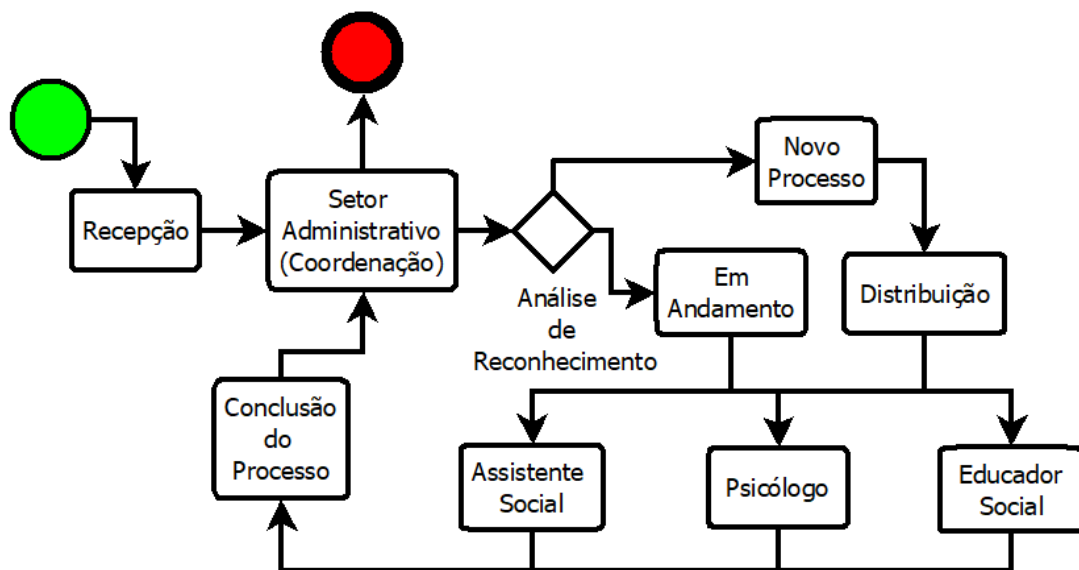 Recepção
Setor
Administrativo
(Coordenação)
Novo
Processo
Análise
de
Reconhecimento
Em
Andamento
Distribuição
Conclusão
do
Processo
Assistente
Social
Psicólogo
Educador
Social